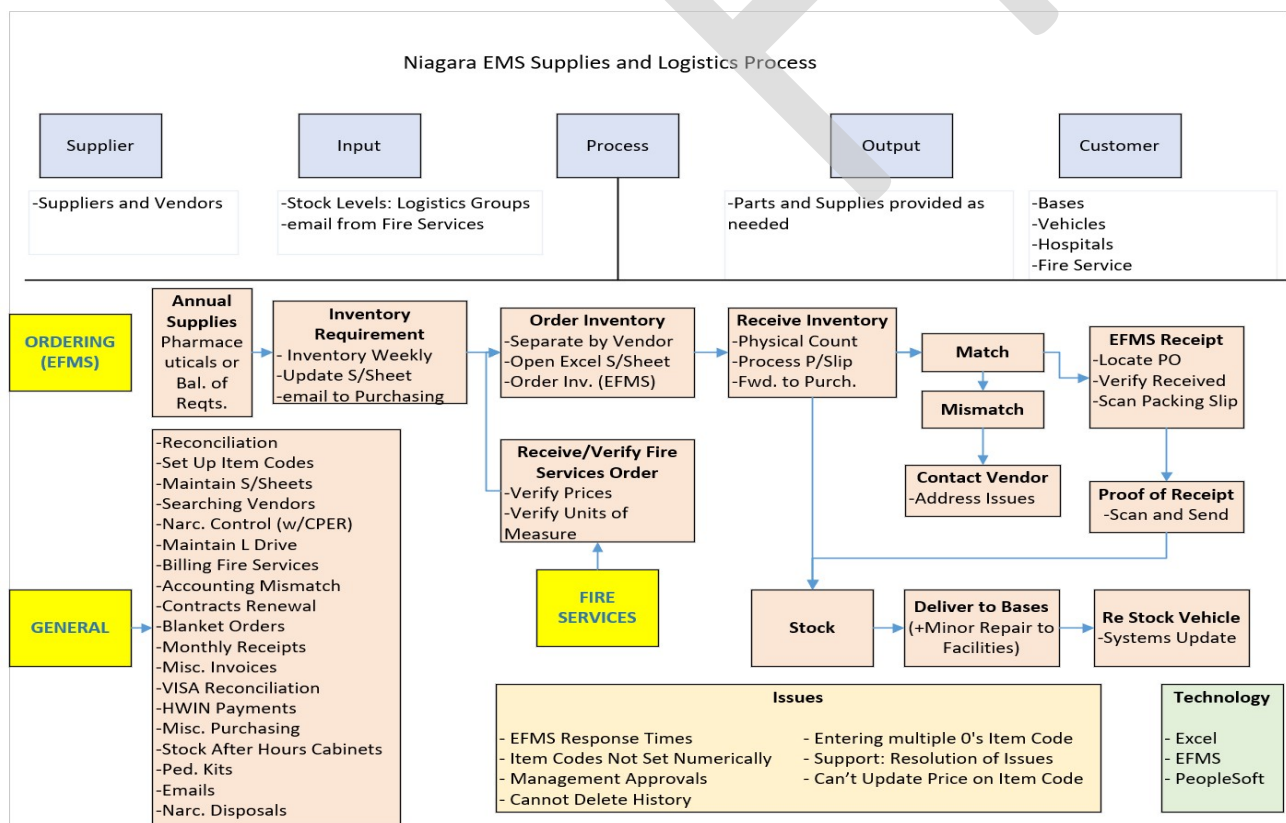 Niagara EMS Supplies and Logistics Process
Supplier
Input
Process
Output
Customer
-Suppliers and Vendors
-Stock Levels: Logistics Groups
-email from Fire Services
-Parts and Supplies provided as
needed
-Bases
-Vehicles
-Hospitals
-Fire Service
ORDERING
(EFMS)
Annual
Supplies
Pharmace
uticals or
Bal. of
Reqts.
Inventory
Requirement
- Inventory Weekly
-Update S/Sheet
-email to Purchasing
Order Inventory
-Separate by Vendor
-Open Excel S/Sheet
-Order Inv. (EFMS)
Receive Inventory
-Physical Count
-Process P/Slip
-Fwd. to Purch.
Match
Mismatch
Contact Vendor
-Address Issues
EFMS Receipt
-Locate PO
-Verify Received
-Scan Packing Slip
Proof of Receipt
-Scan and Send
Receive/Verify Fire
Services Order
-Verify Prices
-Verify Units of
Measure
FIRE
SERVICES
GENERAL
-Reconciliation
-Set Up Item Codes
-Maintain S/Sheets
-Searching Vendors
-Narc. Control (w/CPER)
-Maintain L Drive
-Billing Fire Services
-Accounting Mismatch
-Contracts Renewal
-Blanket Orders
-Monthly Receipts
-Misc. Invoices
-VISA Reconciliation
-HWIN Payments
-Misc. Purchasing
-Stock After Hours Cabinets
-Ped. Kits
-Emails
-Narc. Disposals
Stock
Deliver to Bases
(+Minor Repair to
Facilities)
Re Stock Vehicle
-Systems Update
Issues
- EFMS Response Times
- Item Codes Not Set Numerically
- Management Approvals
- Cannot Delete History
- Entering multiple 0's Item Code
- Support: Resolution of Issues
- Can't Update Price on Item Code
Technology
- Excel
- EFMS
- PeopleSoft